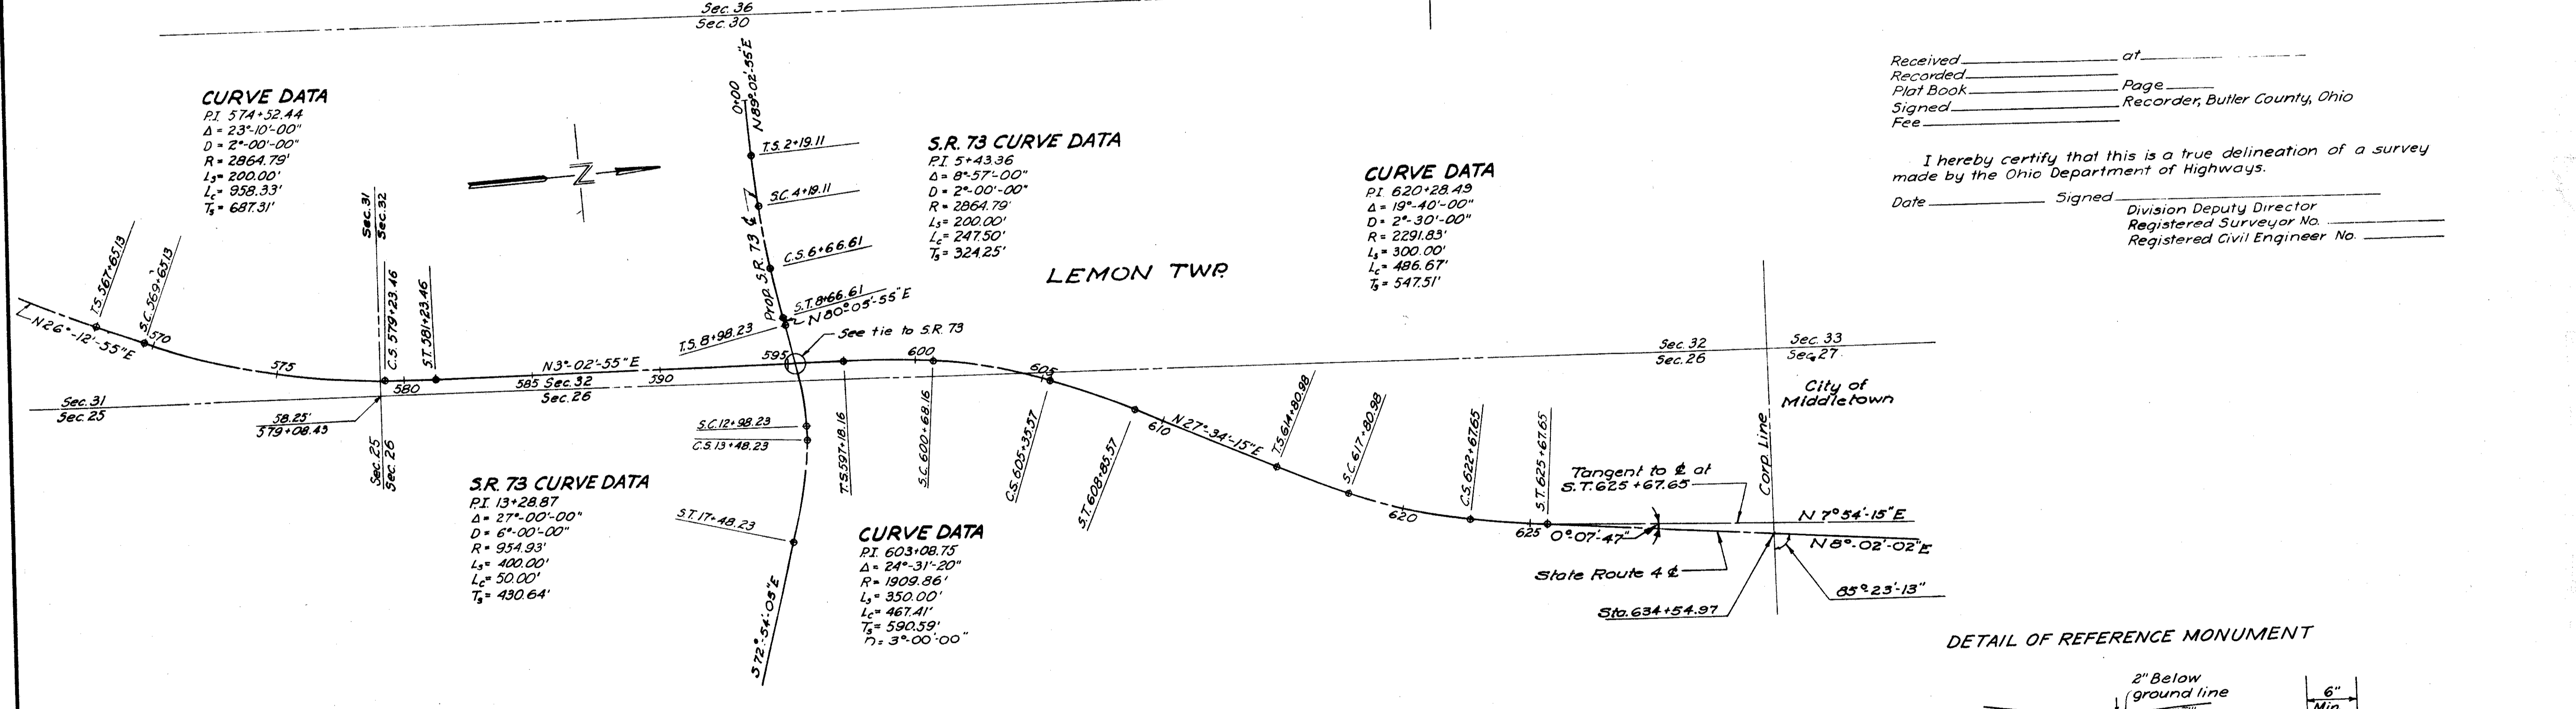 Sec. 36
Sec. 30
CURVE DATA
P.I. 574+52.44
Δ = 23°-10'-00"
D = 2°-00'-00"
R = 2864.79'
Ls = 200.00'
Lc = 958.33'
Ts = 687.31'
0+00
N89°-02'-55"E
T.S. 2+19.11
S.C. 4+19.11
C.S. 6+66.61
Prop. S.R. 73 ℄
S.T. 8+66.61
N80°-05'-55"E
T.S. 8+98.23
See tie to S.R. 73
S.R. 73 CURVE DATA
P.I. 5+43.36
Δ = 8°-57'-00"
D = 2°-00'-00"
R = 2864.79'
Ls = 200.00'
Lc = 247.50'
Ts = 324.25'
LEMON TWP.
CURVE DATA
P.I. 620+28.49
Δ = 19°-40'-00"
D = 2°-30'-00"
R = 2291.83'
Ls = 300.00'
Lc = 486.67'
Ts = 547.51'
Received at
Recorded
Plat Book Page
Signed Recorder, Butler County, Ohio
Fee
I hereby certify that this is a true delineation of a survey
made by the Ohio Department of Highways.
Date Signed
Division Deputy Director
Registered Surveyor No.
Registered Civil Engineer No.
N26°-12'-55"E
T.S. 567+65.13
S.C. 569+65.13
570
575
Sec. 31
Sec. 32
C.S. 579+23.46
S.T. 581+23.46
580
585
N3°-02'-55"E
590
595
600
605
Sec. 31
Sec. 25
Sec. 32
Sec. 26
58.25'
579+08.43
Sec. 25
Sec. 26
S.C. 12+98.23
C.S. 13+48.23
S.T. 17+48.23
S72°-54'-05"E
T.S. 597+18.16
S.C. 600+68.16
C.S. 605+35.57
S.T. 608+85.57
610
N27°-34'-15"E
T.S. 614+80.98
S.C. 617+80.98
620
C.S. 622+67.65
S.T. 625+67.65
625
0°-07'-47"
Sec. 32
Sec. 26
Sec. 33
Sec. 27
City of
Middletown
Corp. Line
Tangent to ℄ at
S.T. 625+67.65
N 7°54'-15"E
N8°-02'-02"E
State Route 4 ℄
Sta. 634+54.97
85°23'-13"
S.R. 73 CURVE DATA
P.I. 13+28.87
Δ = 27°-00'-00"
D = 6°-00'-00"
R = 954.93'
Ls = 400.00'
Lc = 50.00'
Ts = 430.64'
CURVE DATA
P.I. 603+08.75
Δ = 24°-31'-20"
R = 1909.86'
Ls = 350.00'
Lc = 467.41'
Ts = 590.59'
D = 3°-00'-00"
DETAIL OF REFERENCE MONUMENT
2" Below
ground line
6"
Min.
Z